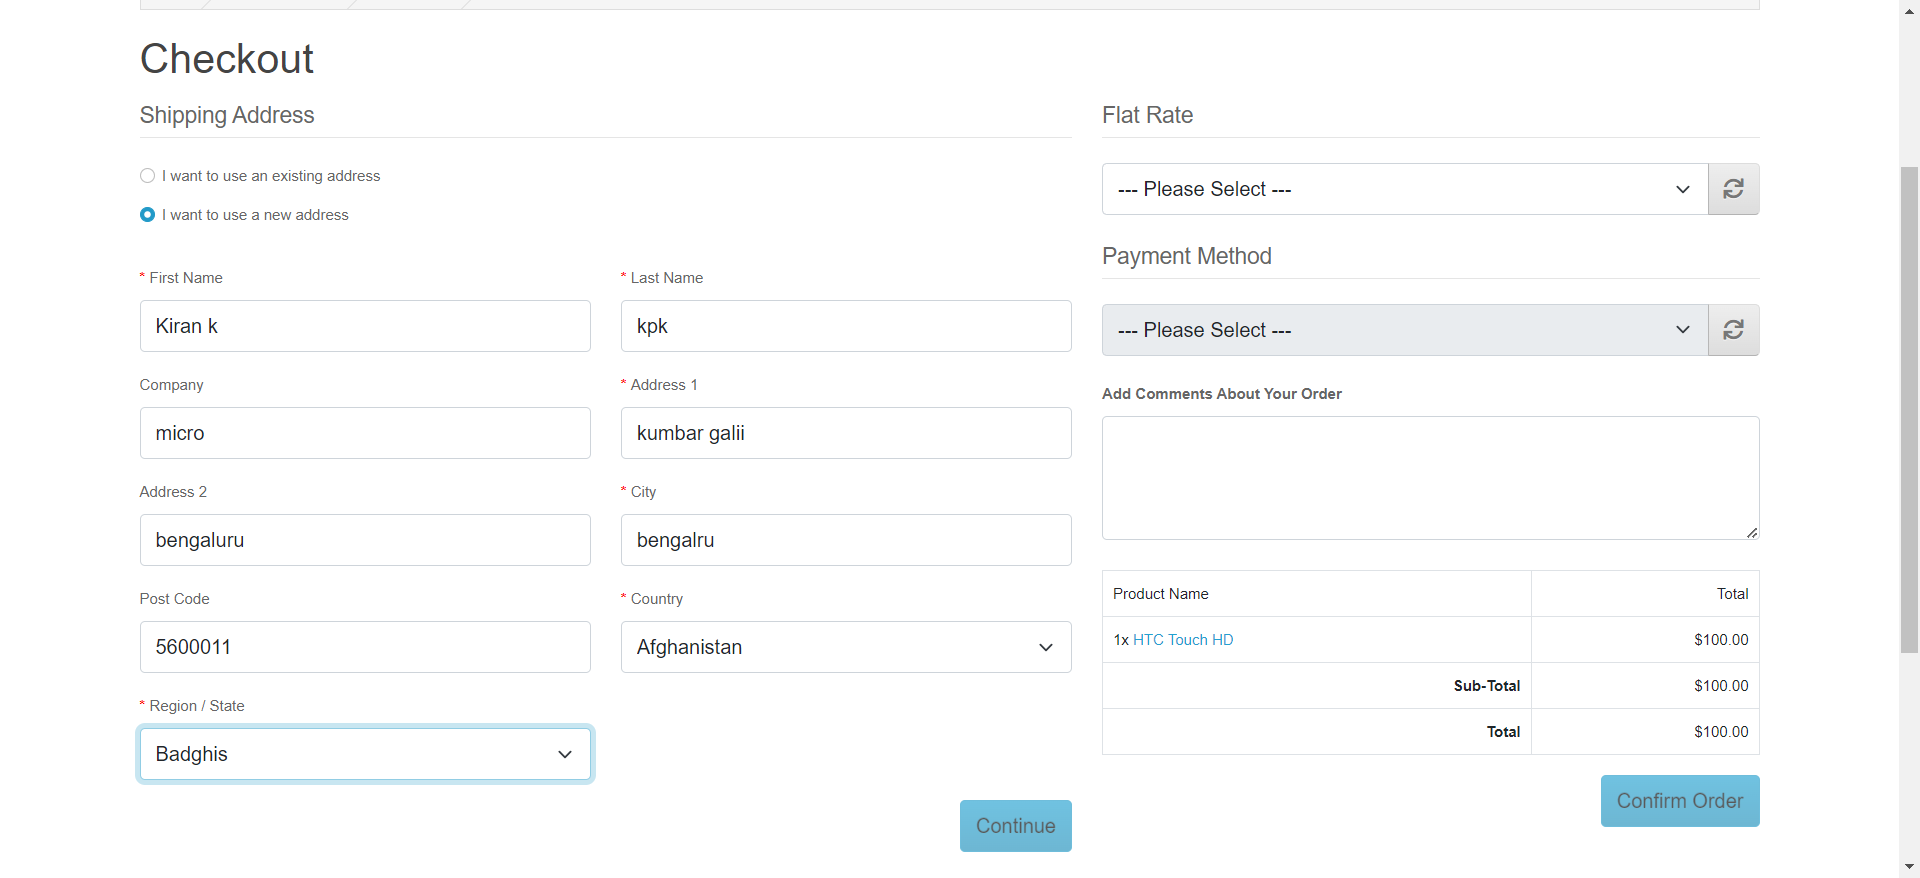 Checkout
Shipping Address
I want to use an existing address
I want to use a new address
* First Name
Kiran k
* Last Name
kpk
Company
micro
* Address 1
kumbar galii
Address 2
bengaluru
* City
bengalru
Post Code
5600011
* Country
Afghanistan
* Region / State
Badghis
Continue
Flat Rate
--- Please Select ---
Payment Method
--- Please Select ---
Add Comments About Your Order
Product Name Total
1x HTC Touch HD $100.00
Sub-Total $100.00
Total $100.00
Confirm Order